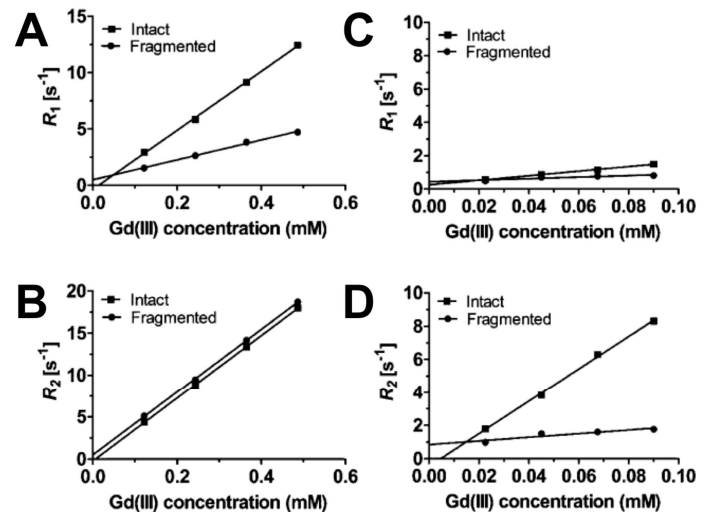 A
R1 [s-1]
15
10
5
0
Intact
Fragmented
0.0 0.2 0.4 0.6
Gd(III) concentration (mM)
C
R1 [s-1]
10
8
6
4
2
0
Intact
Fragmented
0.00 0.02 0.04 0.06 0.08 0.10
Gd(III) concentration (mM)
B
R2 [s-1]
20
15
10
5
0
Intact
Fragmented
0.0 0.2 0.4 0.6
Gd(III) concentration (mM)
D
R2 [s-1]
10
8
6
4
2
0
Intact
Fragmented
0.00 0.02 0.04 0.06 0.08 0.10
Gd(III) concentration (mM)